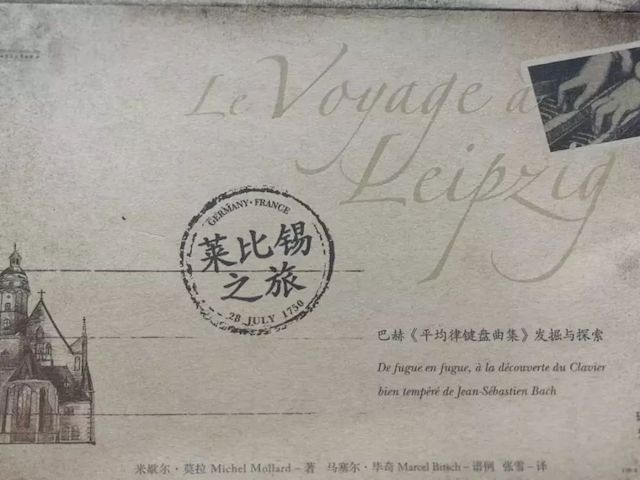 Le Voyage à
Leipzig
GERMANY·FRANCE
莱比锡
之旅
28 JULY 1750
巴赫《平均律键盘曲集》发掘与探索
De fugue en fugue, à la découverte du Clavier
bien tempéré de Jean-Sébastien Bach
米歇尔·莫拉 Michel Mollard – 著 马塞尔·毕奇 Marcel Bitsch – 谱例 张雪 – 译